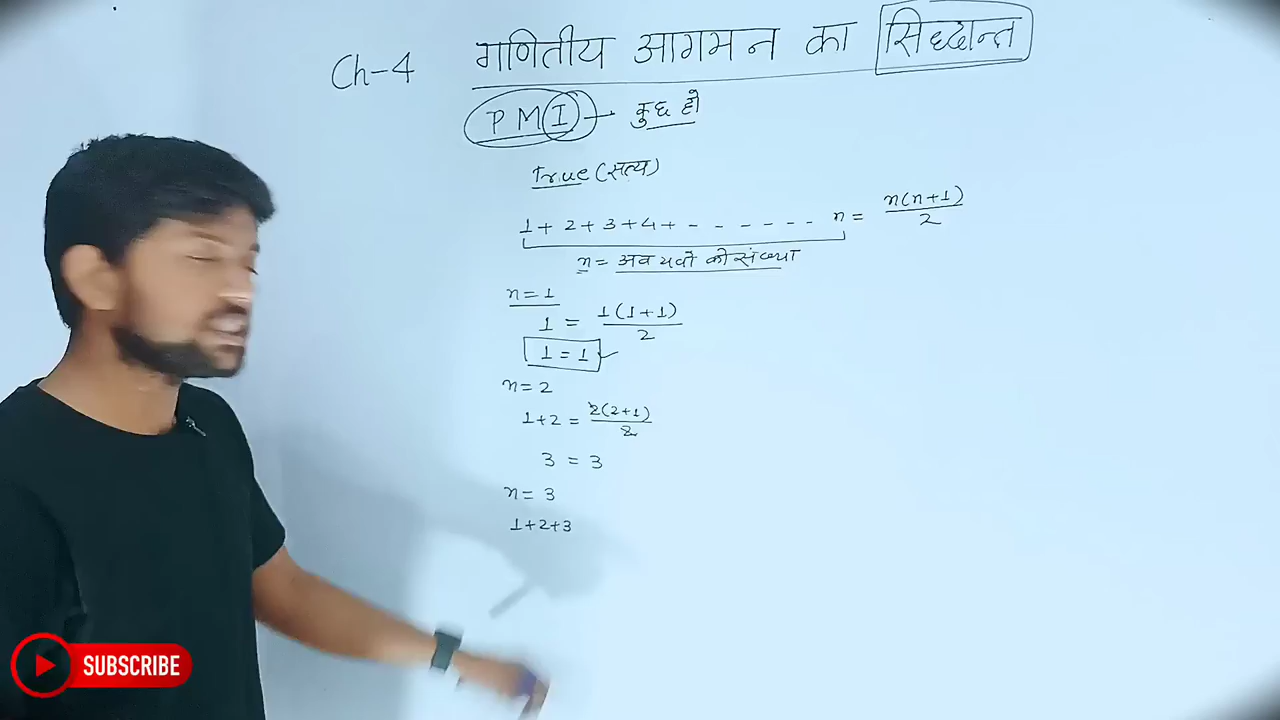 Ch-4 गणितीय आगमन का सिद्धान्त
PMI - कुछ हो
True (सत्य)
1+2+3+4+------n = n(n+1)/2
n = अवयवों की संख्या
n=1
1 = 1(1+1)/2
1=1
n=2
1+2 = 2(2+1)/2
3 = 3
n=3
1+2+3
SUBSCRIBE